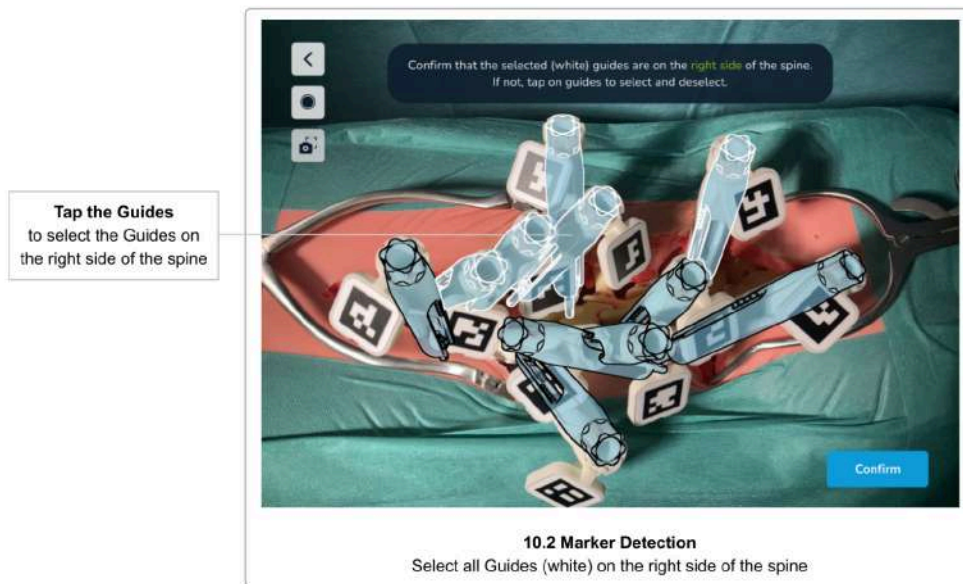 Confirm that the selected (white) guides are on the right side of the spine.
If not, tap on guides to select and deselect.
Tap the Guides
to select the Guides on
the right side of the spine
Confirm
10.2 Marker Detection
Select all Guides (white) on the right side of the spine